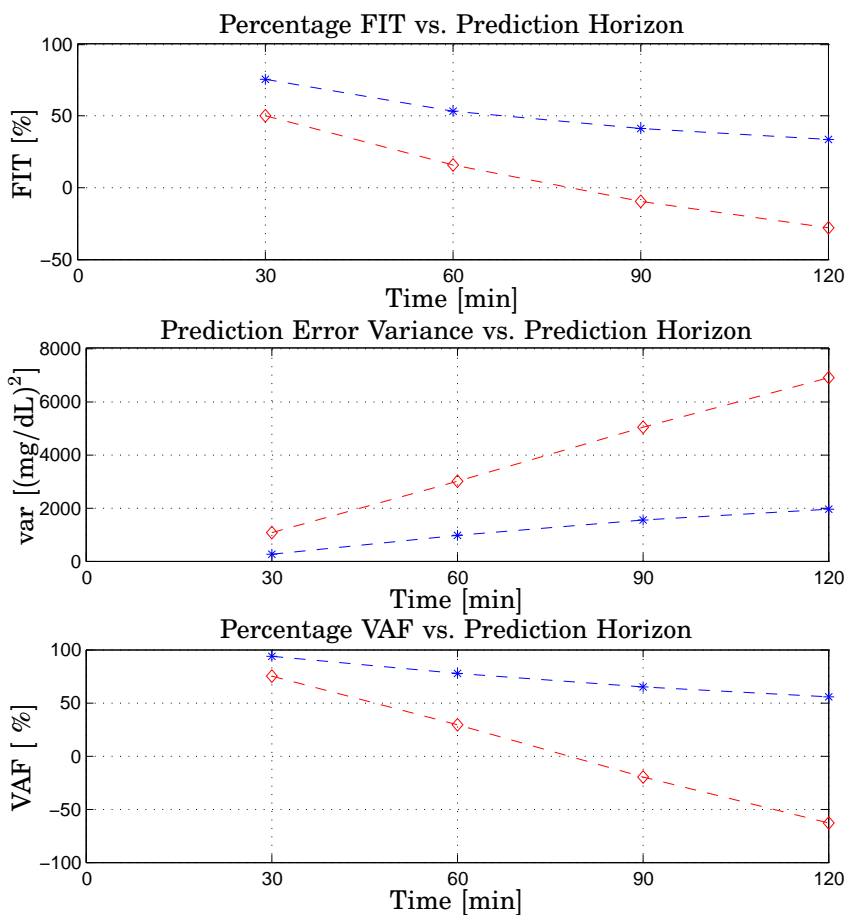 Percentage FIT vs. Prediction Horizon
100
50
0
−50
FIT [%]
0 30 60 90 120
Time [min]
Prediction Error Variance vs. Prediction Horizon
8000
6000
4000
2000
0
var [(mg/dL)²]
0 30 60 90 120
Time [min]
Percentage VAF vs. Prediction Horizon
100
50
0
−50
−100
VAF [ %]
0 30 60 90 120
Time [min]